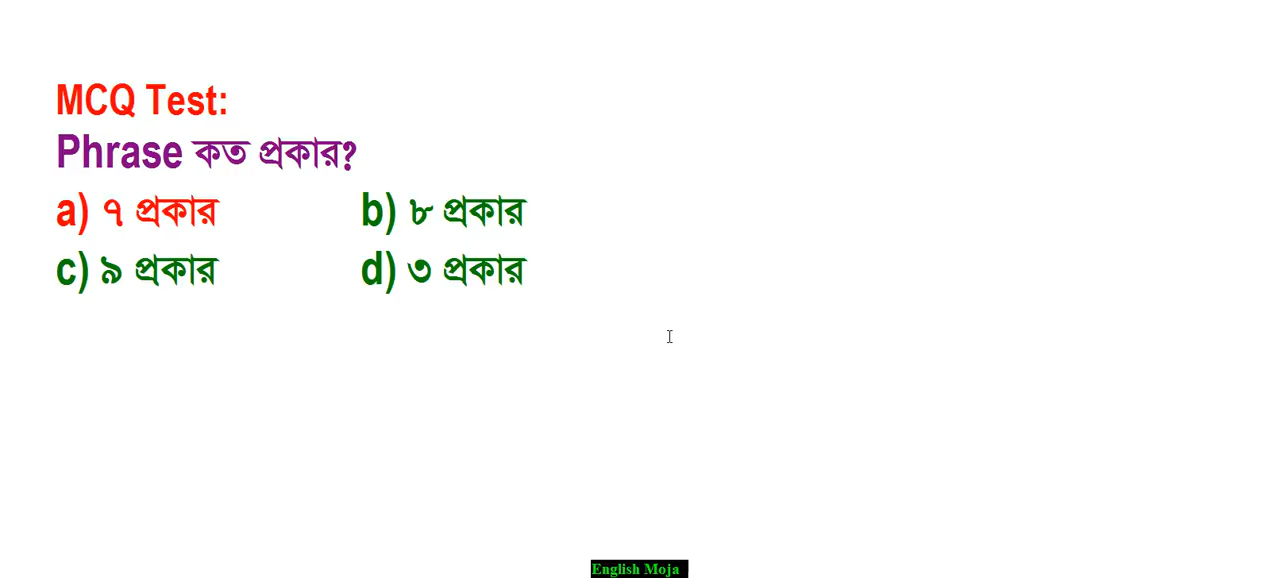 MCQ Test:
Phrase কত প্রকার?
a) ৭ প্রকার b) ৮ প্রকার
c) ৯ প্রকার d) ৩ প্রকার
English Moja